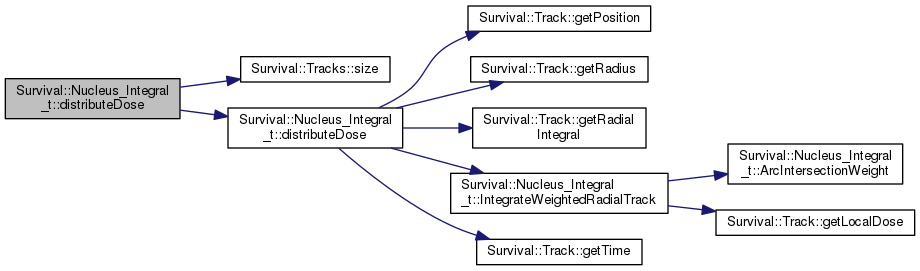 Survival::Nucleus_Integral
_t::distributeDose
Survival::Tracks::size
Survival::Nucleus_Integral
_t::distributeDose
Survival::Track::getPosition
Survival::Track::getRadius
Survival::Track::getRadial
Integral
Survival::Nucleus_Integral
_t::IntegrateWeightedRadialTrack
Survival::Track::getTime
Survival::Nucleus_Integral
_t::ArcIntersectionWeight
Survival::Track::getLocalDose